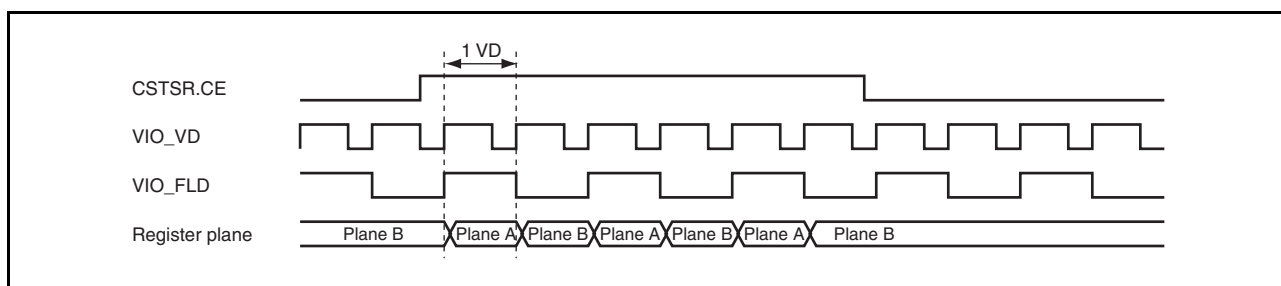 1 VD
CSTSR.CE
VIO_VD
VIO_FLD
Register plane Plane B Plane A Plane B Plane A Plane B Plane A Plane B